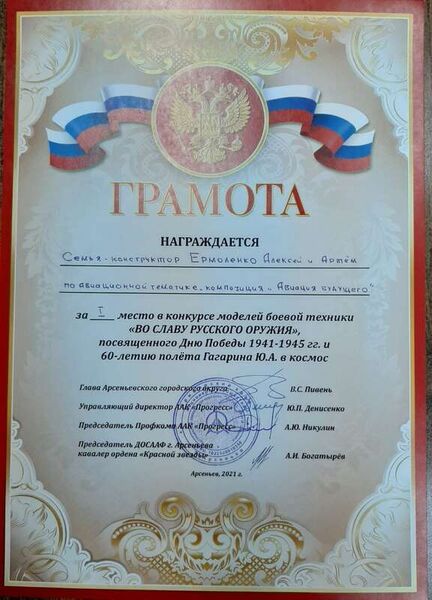 ГРАМОТА
НАГРАЖДАЕТСЯ
Семья-конструктор Ермоленко Алексей и Артём
по авиационной тематике, композиция "Авиация будущего"
за I место в конкурсе моделей боевой техники
«ВО СЛАВУ РУССКОГО ОРУЖИЯ»,
посвященного Дню Победы 1941-1945 гг. и
60-летию полёта Гагарина Ю.А. в космос
Глава Арсеньевского городского округа В.С. Пивень
Управляющий директор ААК «Прогресс» Ю.П. Денисенко
Председатель Профкома ААК «Прогресс» А.Ю. Никулин
Председатель ДОСААФ г. Арсеньева
кавалер ордена «Красной звезды» А.И. Богатырёв
Арсеньев, 2021 г.